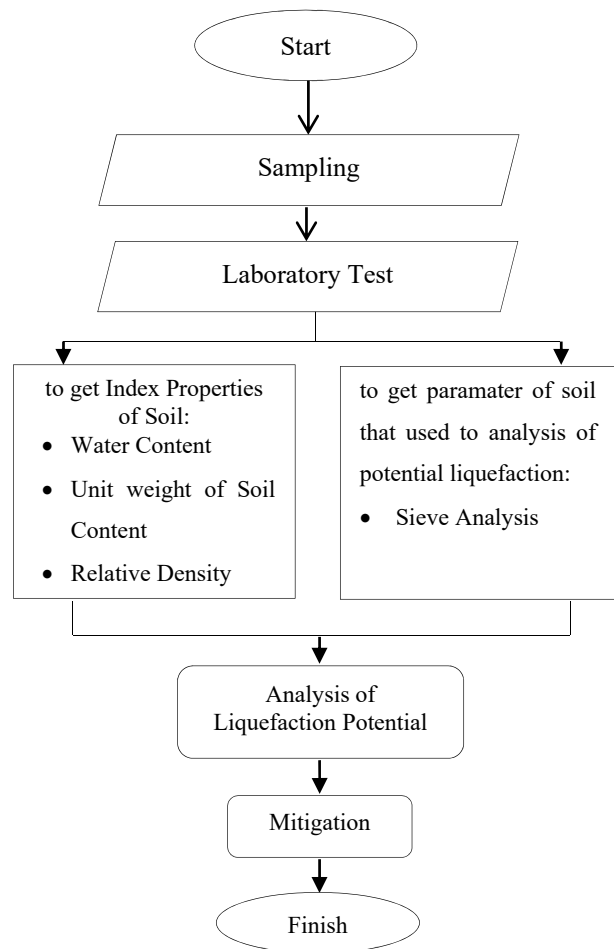 Start
Sampling
Laboratory Test
to get Index Properties
of Soil:
• Water Content
• Unit weight of Soil
Content
• Relative Density
to get paramater of soil
that used to analysis of
potential liquefaction:
• Sieve Analysis
Analysis of
Liquefaction Potential
Mitigation
Finish